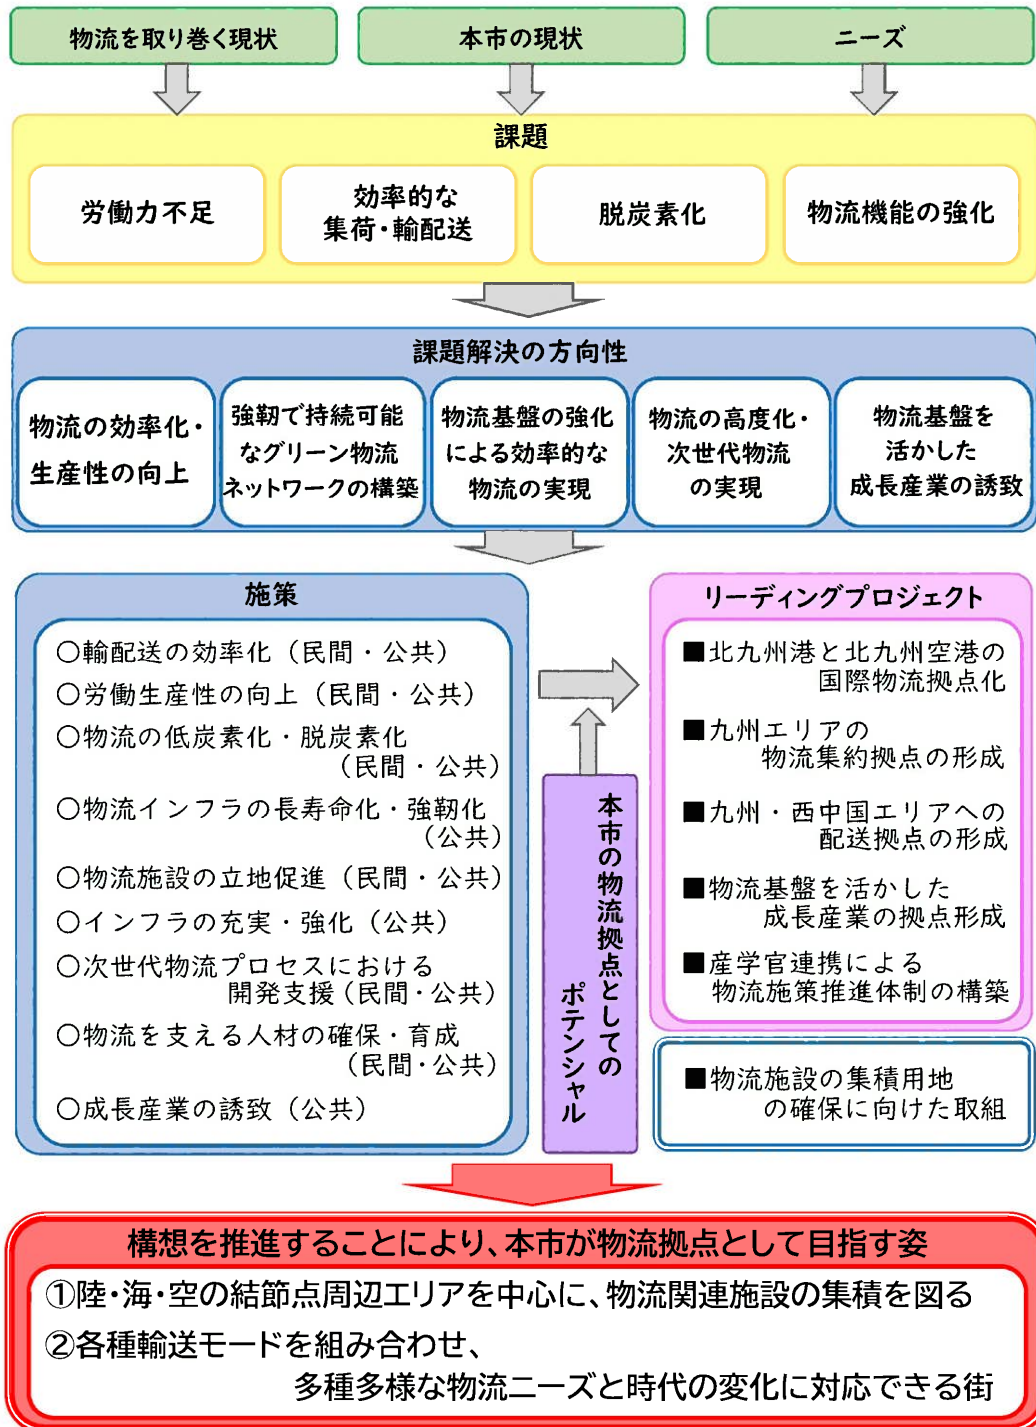 物流を取り巻く現状
本市の現状
ニーズ
課題
労働力不足
効率的な
集荷・輸配送
脱炭素化
物流機能の強化
課題解決の方向性
物流の効率化・
生産性の向上
強靭で持続可能
なグリーン物流
ネットワークの構築
物流基盤の強化
による効率的な
物流の実現
物流の高度化・
次世代物流
の実現
物流基盤を
活かした
成長産業の誘致
施策
○輸配送の効率化（民間・公共）
○労働生産性の向上（民間・公共）
○物流の低炭素化・脱炭素化
（民間・公共）
○物流インフラの長寿命化・強靭化
（公共）
○物流施設の立地促進（民間・公共）
○インフラの充実・強化（公共）
○次世代物流プロセスにおける
開発支援（民間・公共）
○物流を支える人材の確保・育成
（民間・公共）
○成長産業の誘致（公共）
本市の物流拠点としての
ポテンシャル
リーディングプロジェクト
■北九州港と北九州空港の
国際物流拠点化
■九州エリアの
物流集約拠点の形成
■九州・西中国エリアへの
配送拠点の形成
■物流基盤を活かした
成長産業の拠点形成
■産学官連携による
物流施策推進体制の構築
■物流施設の集積用地
の確保に向けた取組
構想を推進することにより、本市が物流拠点として目指す姿
①陸・海・空の結節点周辺エリアを中心に、物流関連施設の集積を図る
②各種輸送モードを組み合わせ、
多種多様な物流ニーズと時代の変化に対応できる街